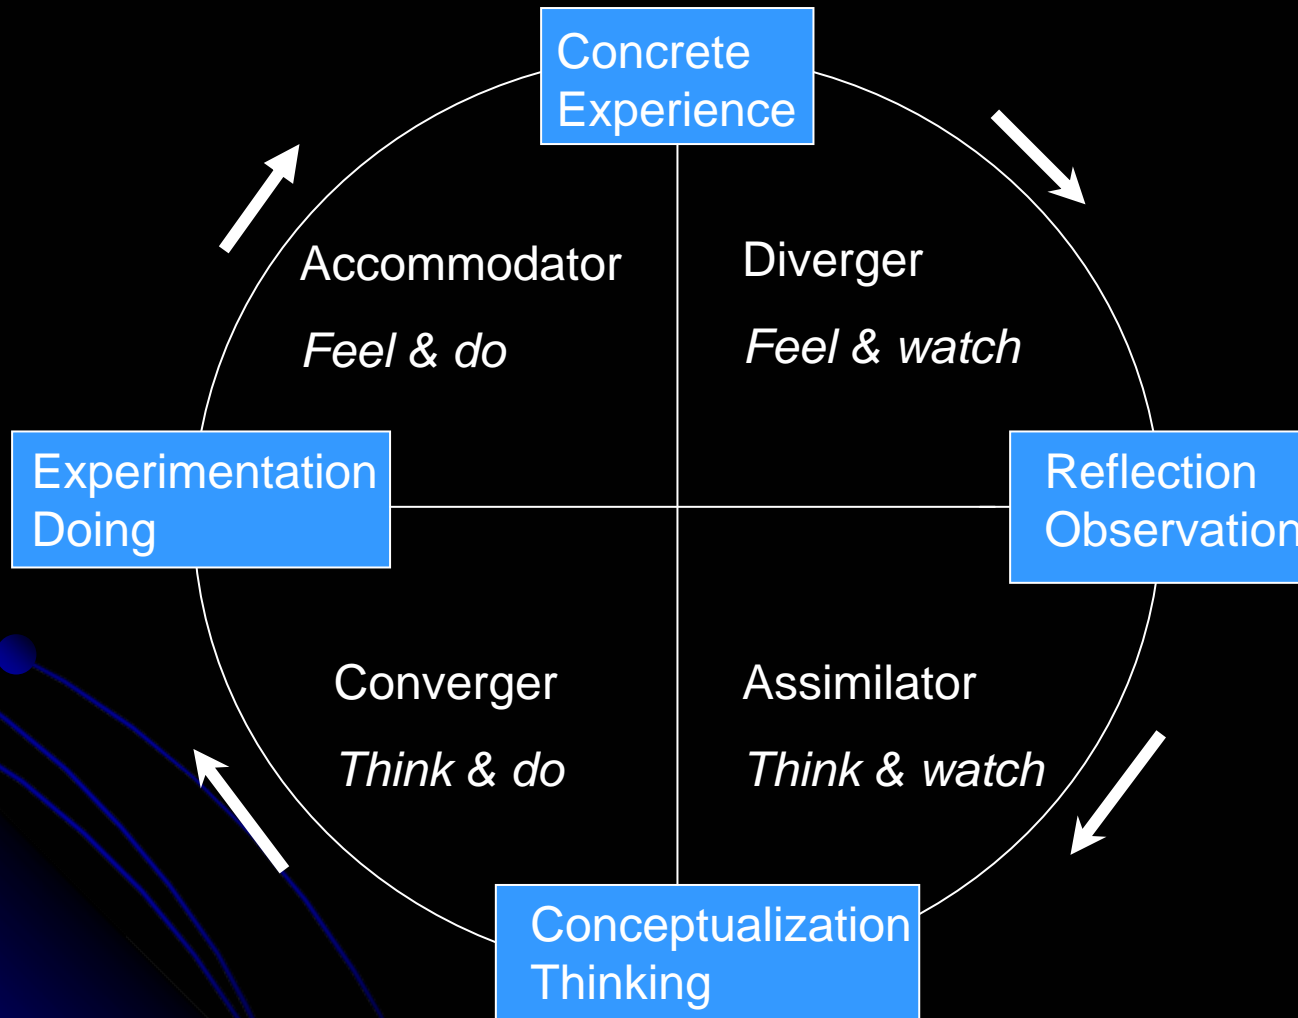 Concrete
Experience
Accommodator
Feel & do
Diverger
Feel & watch
Experimentation
Doing
Reflection
Observation
Converger
Think & do
Assimilator
Think & watch
Conceptualization
Thinking